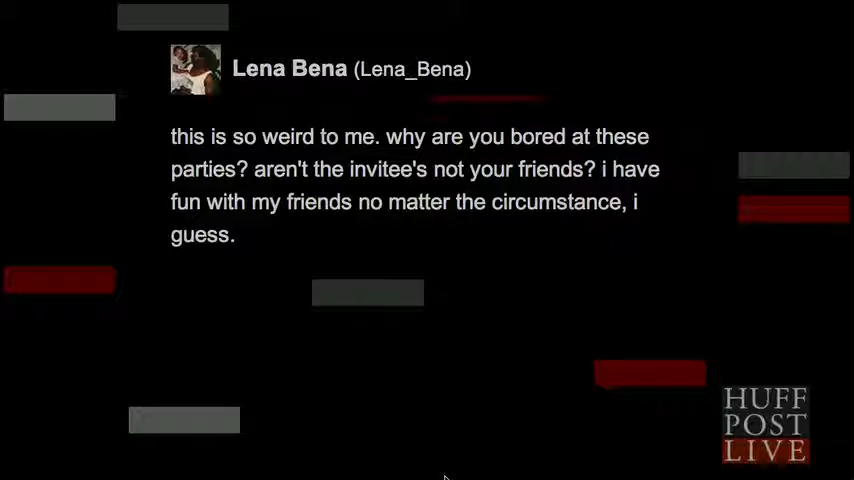 Lena Bena (Lena_Bena)
this is so weird to me. why are you bored at these
parties? aren't the invitee's not your friends? i have
fun with my friends no matter the circumstance, i
guess.
HUFF
POST
LIVE